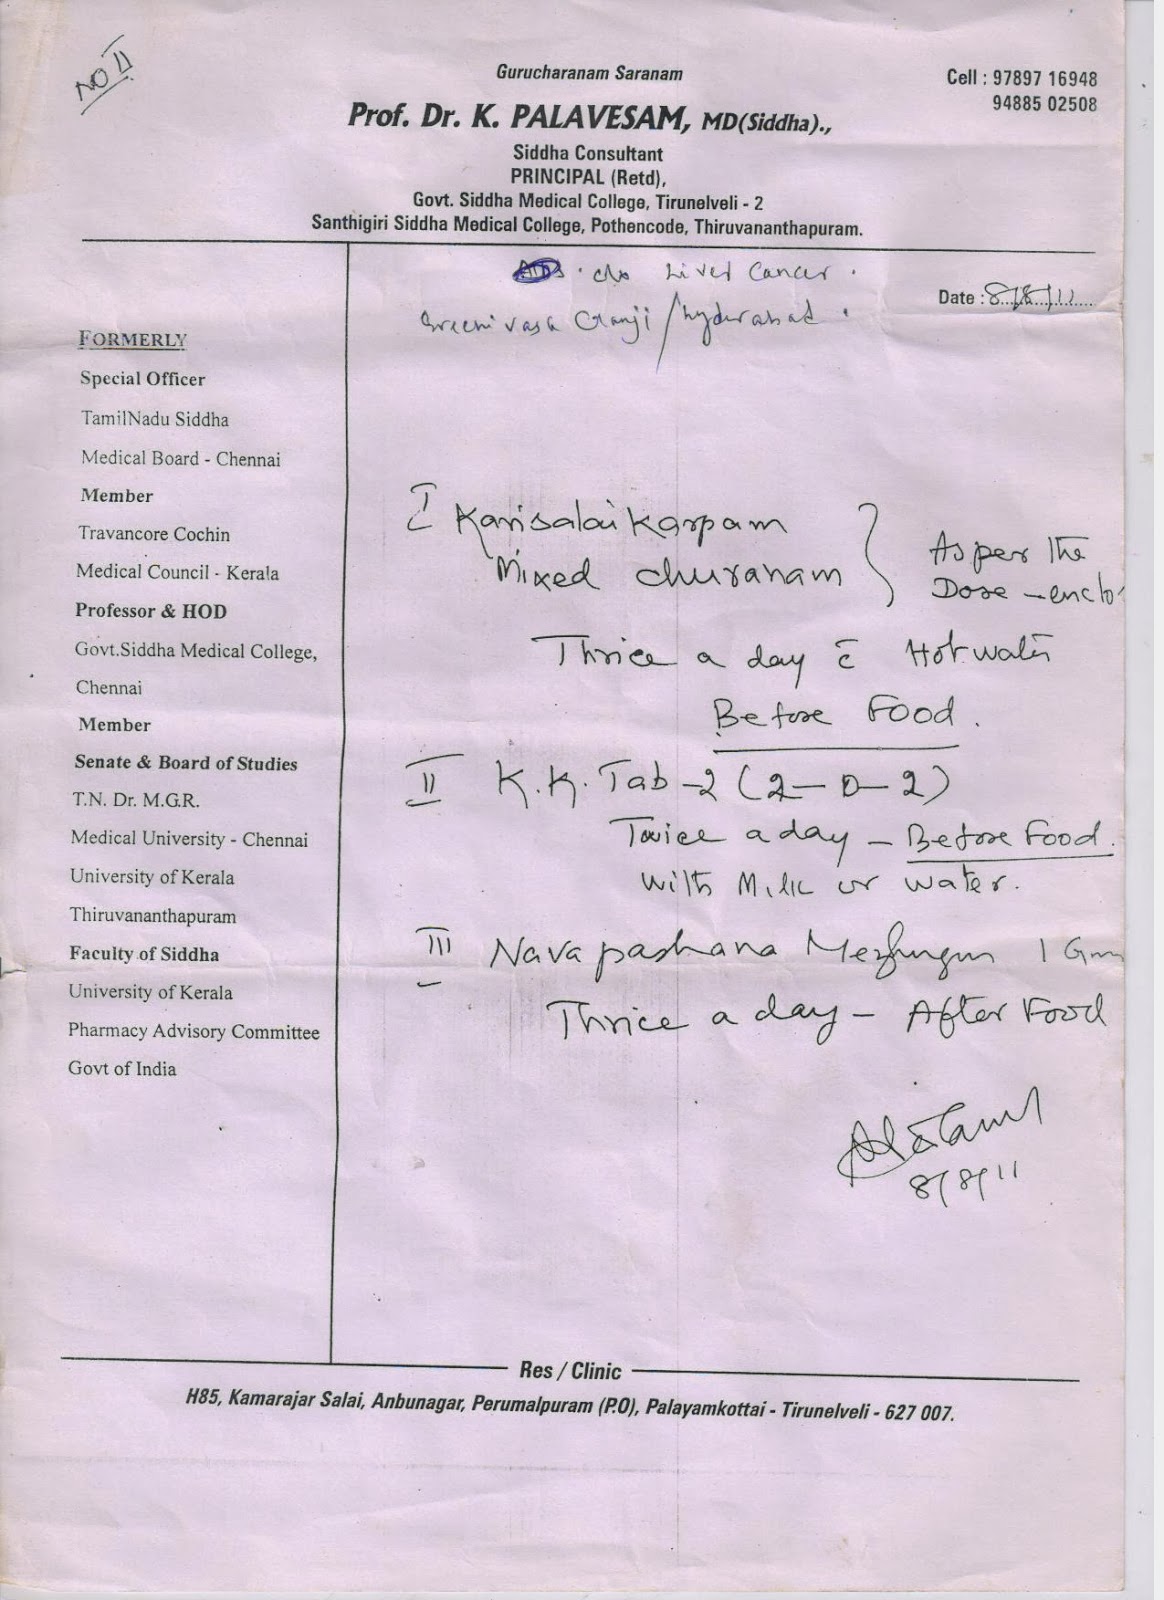 NO II
Gurucharanam Saranam
Cell : 97897 16948
94885 02508
Prof. Dr. K. PALAVESAM, MD(Siddha).,
Siddha Consultant
PRINCIPAL (Retd),
Govt. Siddha Medical College, Tirunelveli - 2
Santhigiri Siddha Medical College, Pothencode, Thiruvananthapuram.
c/o Liver Cancer.
Date : 8/8/11
Sreenivasa Ganji / Hyderabad.
FORMERLY
Special Officer
TamilNadu Siddha
Medical Board - Chennai
Member
Travancore Cochin
Medical Council - Kerala
Professor & HOD
Govt.Siddha Medical College,
Chennai
Member
Senate & Board of Studies
T.N. Dr. M.G.R.
Medical University - Chennai
University of Kerala
Thiruvananthapuram
Faculty of Siddha
University of Kerala
Pharmacy Advisory Committee
Govt of India
I Karisalai karpam
Mixed churanam } As per the
Dose - enclo
Thrice a day c̄ Hot water
Before Food.
II K.K. Tab -2 (2-0-2)
Twice a day - Before Food.
With Milk or water.
III Navapashana Mezhugu 1 Gm
Thrice a day - After Food
8/8/11
Res / Clinic
H85, Kamarajar Salai, Anbunagar, Perumalpuram (P.O), Palayamkottai - Tirunelveli - 627 007.